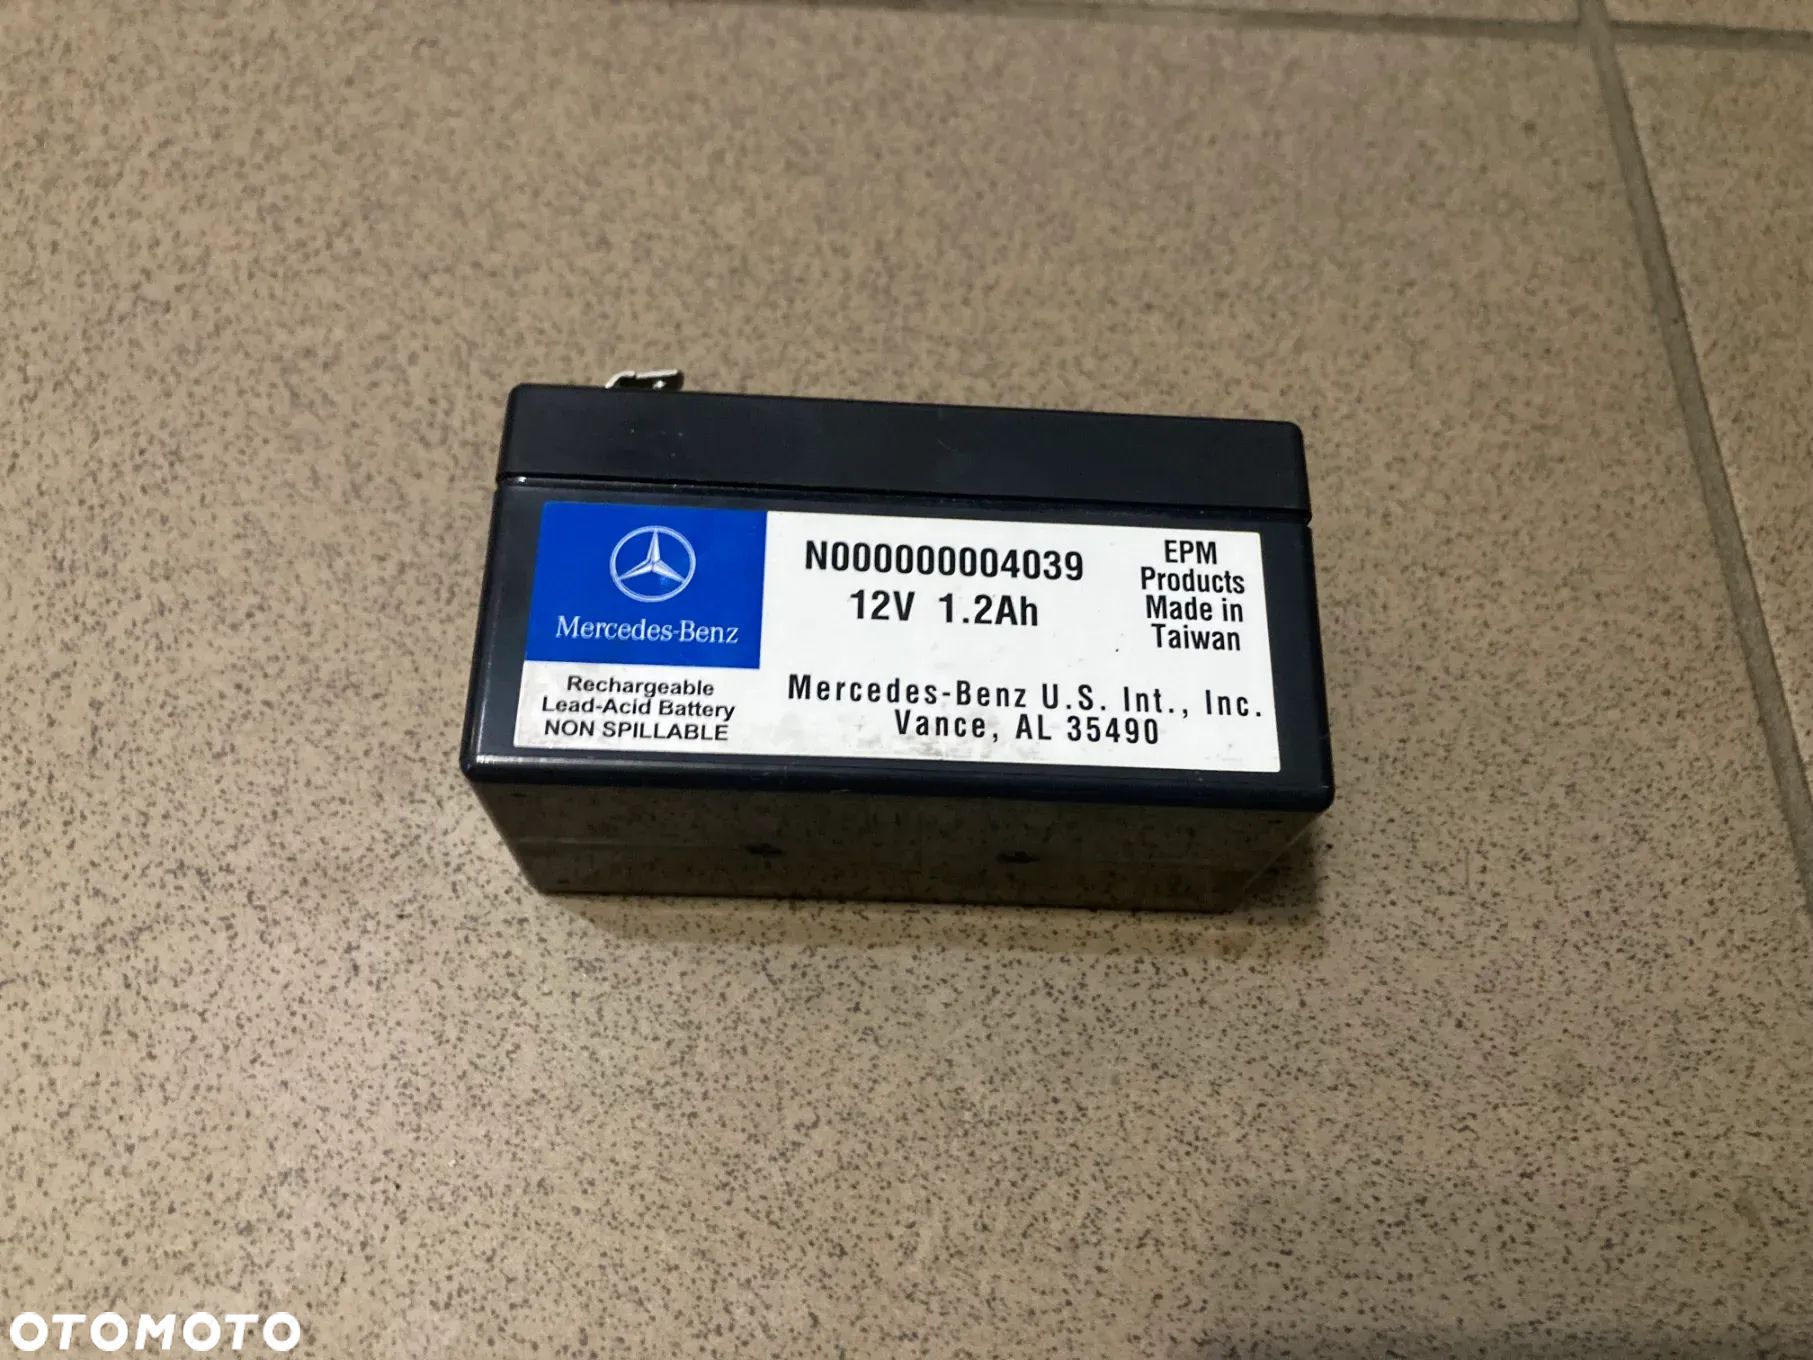 Mercedes-Benz
Rechargeable
Lead-Acid Battery
NON SPILLABLE
N000000004039
12V 1.2Ah
EPM
Products
Made in
Taiwan
Mercedes-Benz U.S. Int., Inc.
Vance, AL 35490
OTOMOTO